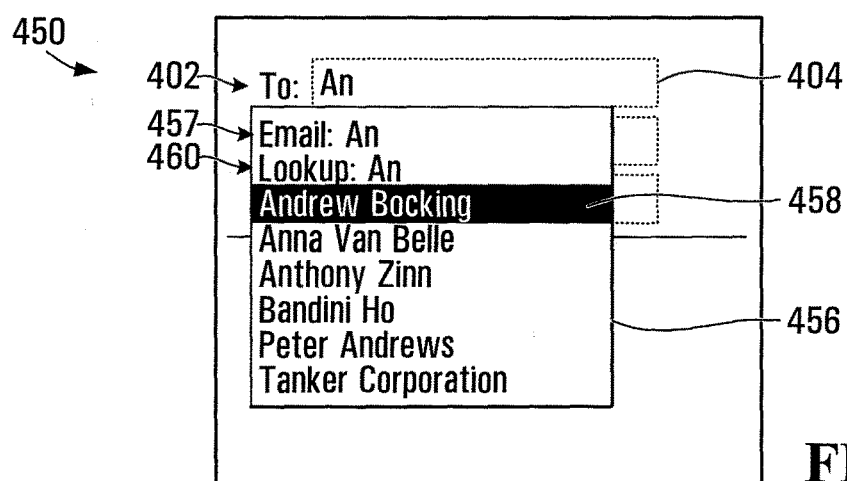 450
402 To: An 404
457 Email: An
460 Lookup: An
Andrew Bocking 458
Anna Van Belle
Anthony Zinn
Bandini Ho
456
Peter Andrews
Tanker Corporation